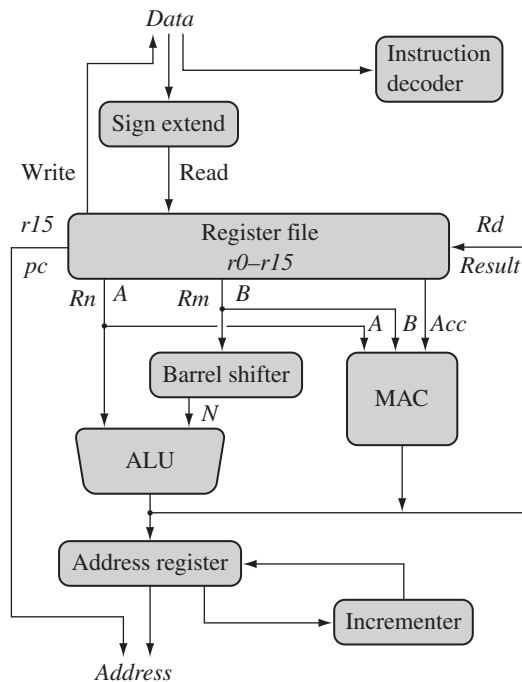 Data
Instruction
decoder
Sign extend
Write
Read
r15
Register file
Rd
pc
r0–r15
Result
Rn
A
Rm
B
A
B
Acc
Barrel shifter
MAC
N
ALU
Address register
Incrementer
Address